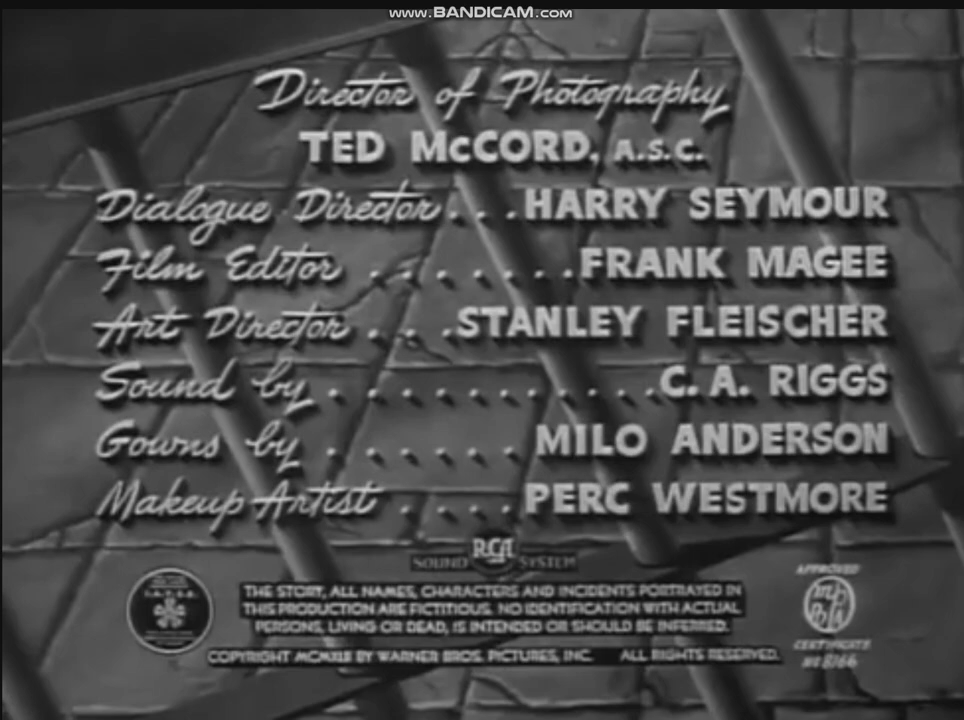 www.BANDICAM.com
Director of Photography
TED McCORD, A.S.C.
Dialogue Director . . . HARRY SEYMOUR
Film Editor . . . . . . . FRANK MAGEE
Art Director . . . . STANLEY FLEISCHER
Sound by . . . . . . . . . . . . C. A. RIGGS
Gowns by . . . . . . MILO ANDERSON
Makeup Artist . . . . PERC WESTMORE
RCA
SOUND SYSTEM
THE STORY, ALL NAMES, CHARACTERS AND INCIDENTS PORTRAYED IN
THIS PRODUCTION ARE FICTITIOUS. NO IDENTIFICATION WITH ACTUAL
PERSONS, LIVING OR DEAD, IS INTENDED OR SHOULD BE INFERRED.
COPYRIGHT MCMXLII BY WARNER BROS. PICTURES, INC. ALL RIGHTS RESERVED.
I.A.T.S.E.
APPROVED
MPPDA
CERTIFICATE
No 8166